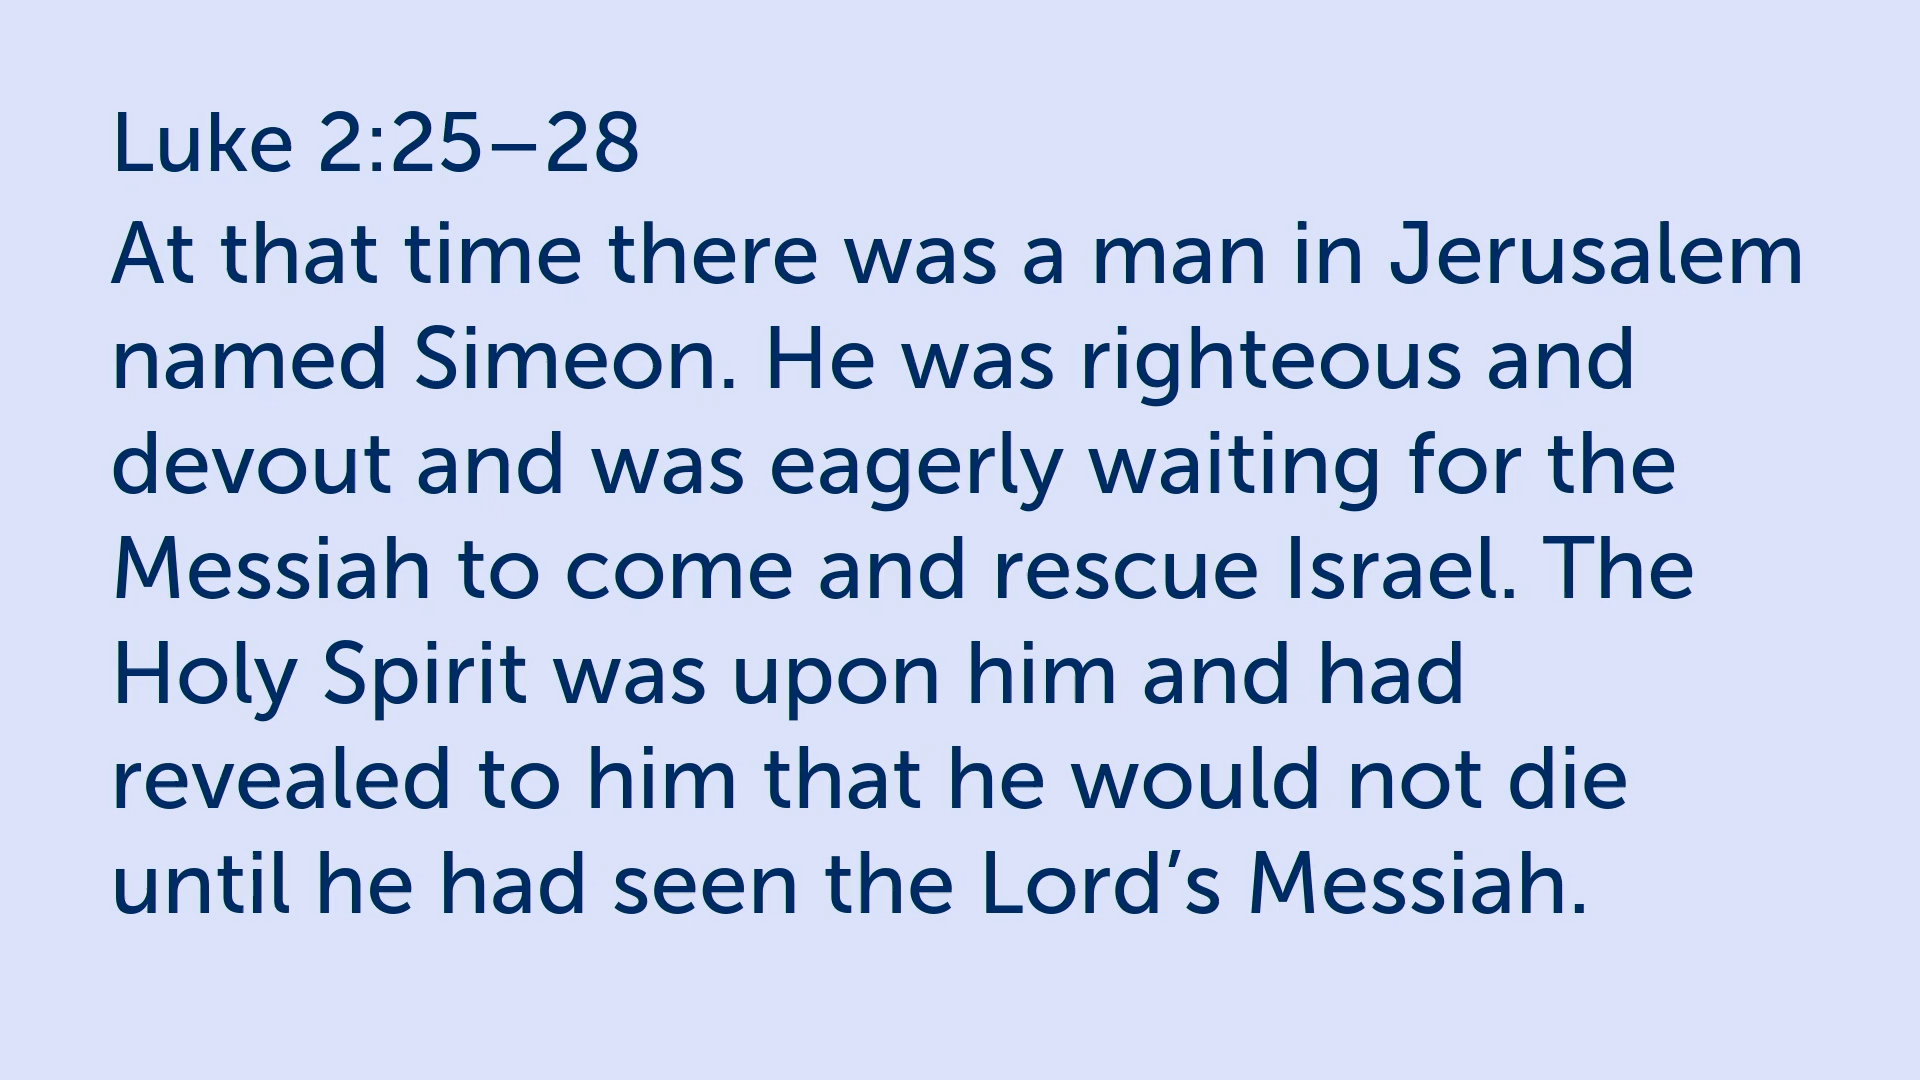 Luke 2:25–28
At that time there was a man in Jerusalem
named Simeon. He was righteous and
devout and was eagerly waiting for the
Messiah to come and rescue Israel. The
Holy Spirit was upon him and had
revealed to him that he would not die
until he had seen the Lord’s Messiah.